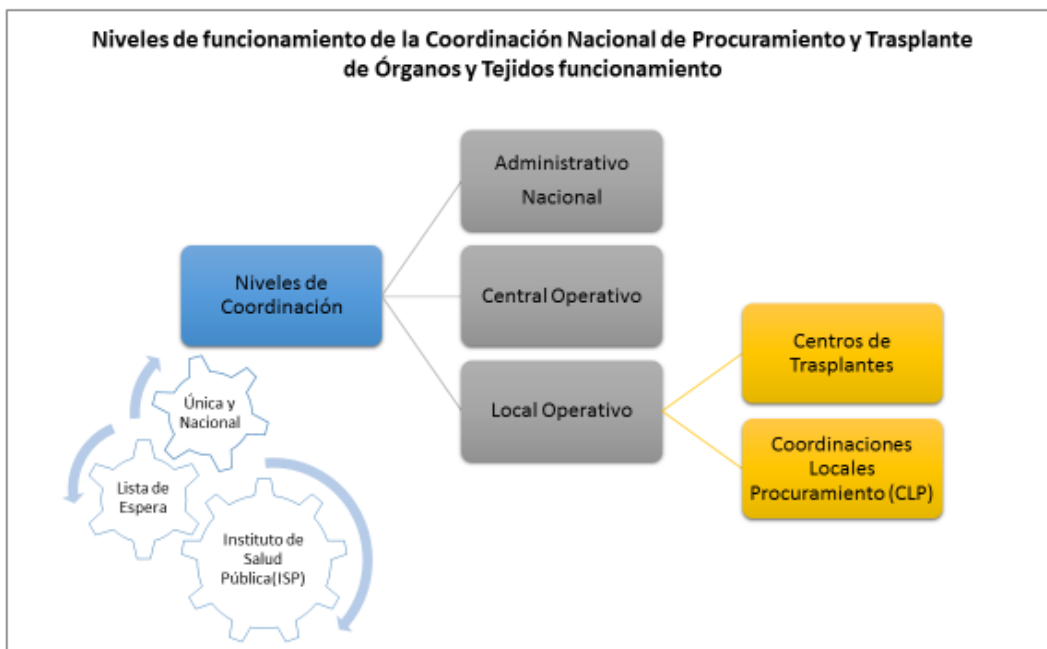 Niveles de funcionamiento de la Coordinación Nacional de Procuramiento y Trasplante
de Órganos y Tejidos funcionamiento
Administrativo
Nacional
Niveles de
Coordinación
Central Operativo
Local Operativo
Centros de
Trasplantes
Coordinaciones
Locales
Procuramiento (CLP)
Única y
Nacional
Lista de
Espera
Instituto de
Salud
Pública(ISP)